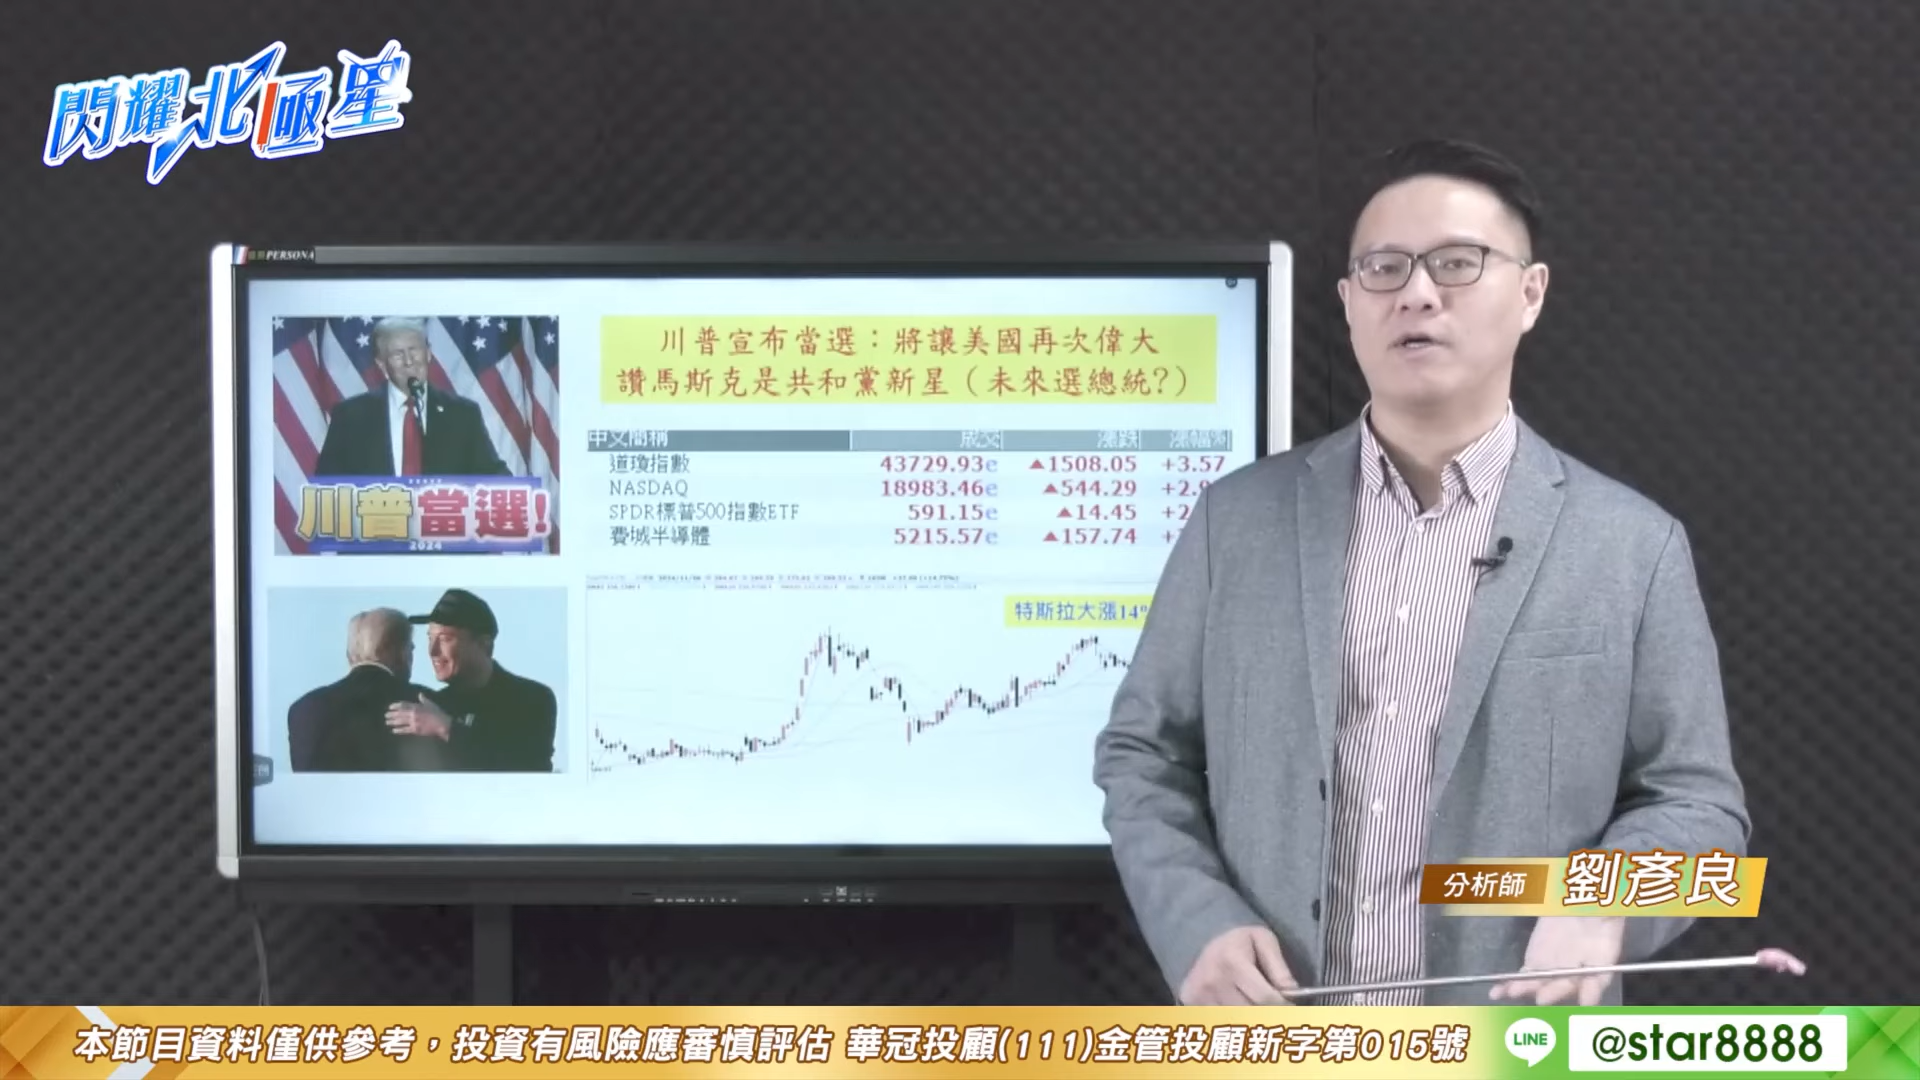 閃耀北極星
PERSONA
川普宣布當選：將讓美國再次偉大
讚馬斯克是共和黨新星（未來選總統?）
川普當選!
2024
中文簡稱 成交 漲跌 漲幅%
道瓊指數 43729.93e ▲1508.05 +3.57
NASDAQ 18983.46e ▲544.29 +2.9
SPDR標普500指數ETF 591.15e ▲14.45 +2
費城半導體 5215.57e ▲157.74 +
特斯拉大漲14
分析師 劉彥良
本節目資料僅供參考，投資有風險應審慎評估 華冠投顧(111)金管投顧新字第015號
LINE @star8888